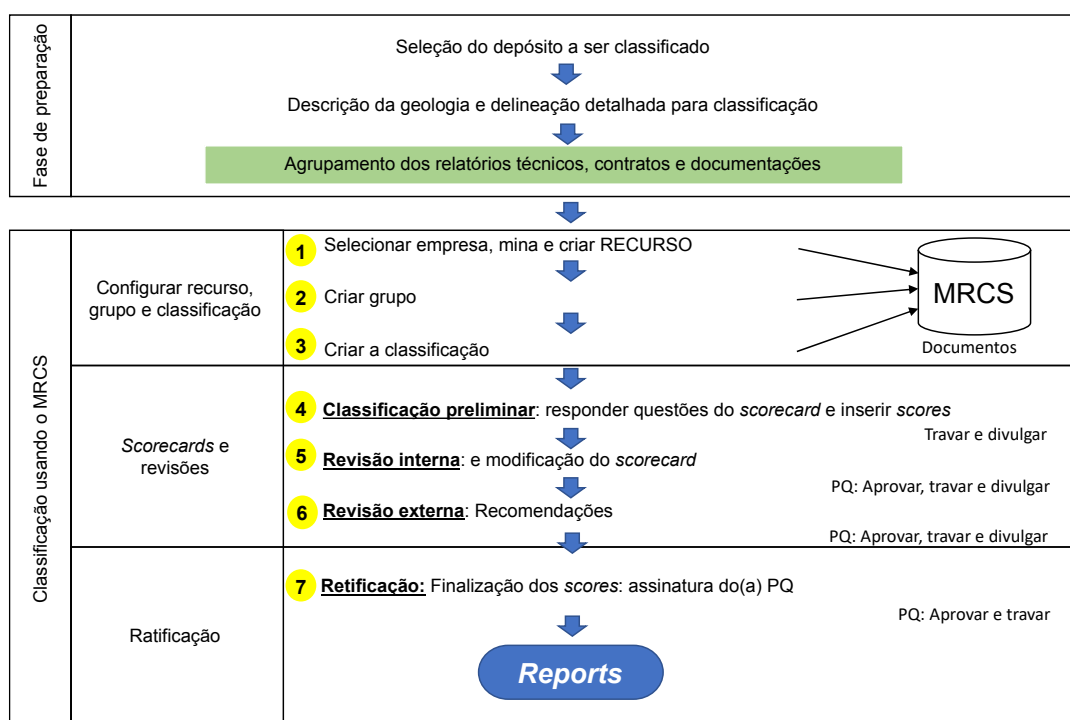 Fase de preparação
Seleção do depósito a ser classificado
Descrição da geologia e delineação detalhada para classificação
Agrupamento dos relatórios técnicos, contratos e documentações
Classificação usando o MRCS
Configurar recurso,
grupo e classificação
1 Selecionar empresa, mina e criar RECURSO
2 Criar grupo
3 Criar a classificação
MRCS
Documentos
Scorecards e
revisões
4 Classificação preliminar: responder questões do scorecard e inserir scores
Travar e divulgar
5 Revisão interna: e modificação do scorecard
PQ: Aprovar, travar e divulgar
6 Revisão externa: Recomendações
PQ: Aprovar, travar e divulgar
Ratificação
7 Retificação: Finalização dos scores: assinatura do(a) PQ
PQ: Aprovar e travar
Reports